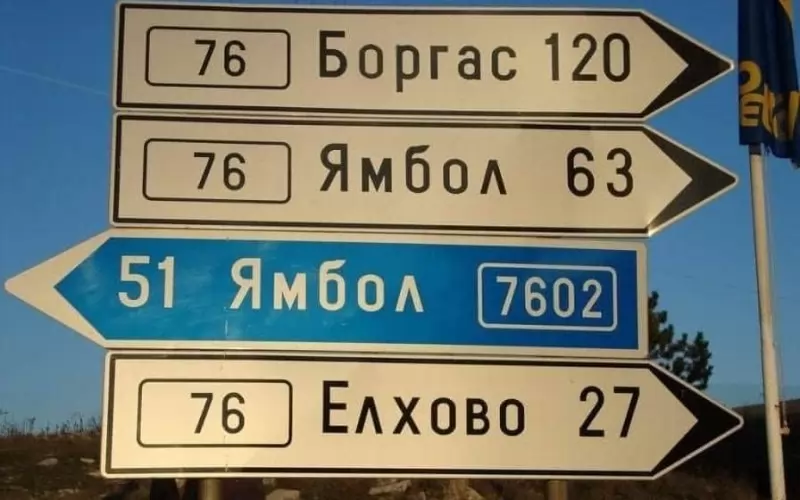 76 Боргас 120
76 Ямбол 63
51 Ямбол 7602
76 Елхово 27